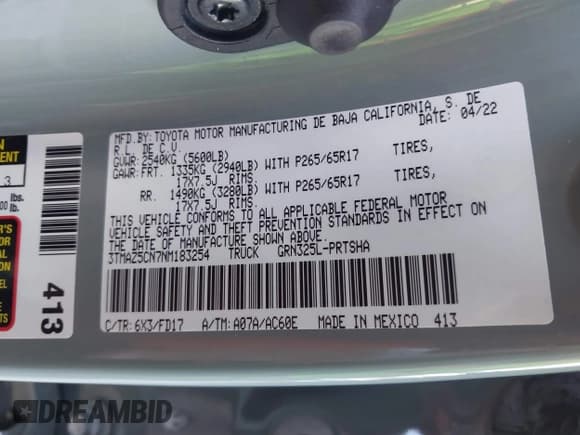 MFD.BY:TOYOTA MOTOR MANUFACTURING DE BAJA CALIFORNIA, S. DE
R.L. DE C.V. DATE: 04/22
GVWR:2540KG (5600LB)
GAWR:FRT. 1335KG (2940LB) WITH P265/65R17 TIRES,
17X7.5J RIMS.
RR. 1490KG (3280LB) WITH P265/65R17 TIRES,
17X7.5J RIMS.
THIS VEHICLE CONFORMS TO ALL APPLICABLE FEDERAL MOTOR
VEHICLE SAFETY AND THEFT PREVENTION STANDARDS IN EFFECT ON
THE DATE OF MANUFACTURE SHOWN ABOVE.
3TMAZ5CN7NM183254 TRUCK GRN325L-PRTSHA
C/TR:6X3/FD17 A/TM:A07A/AC60E MADE IN MEXICO 413
3
00 lb.
413
DREAMBID